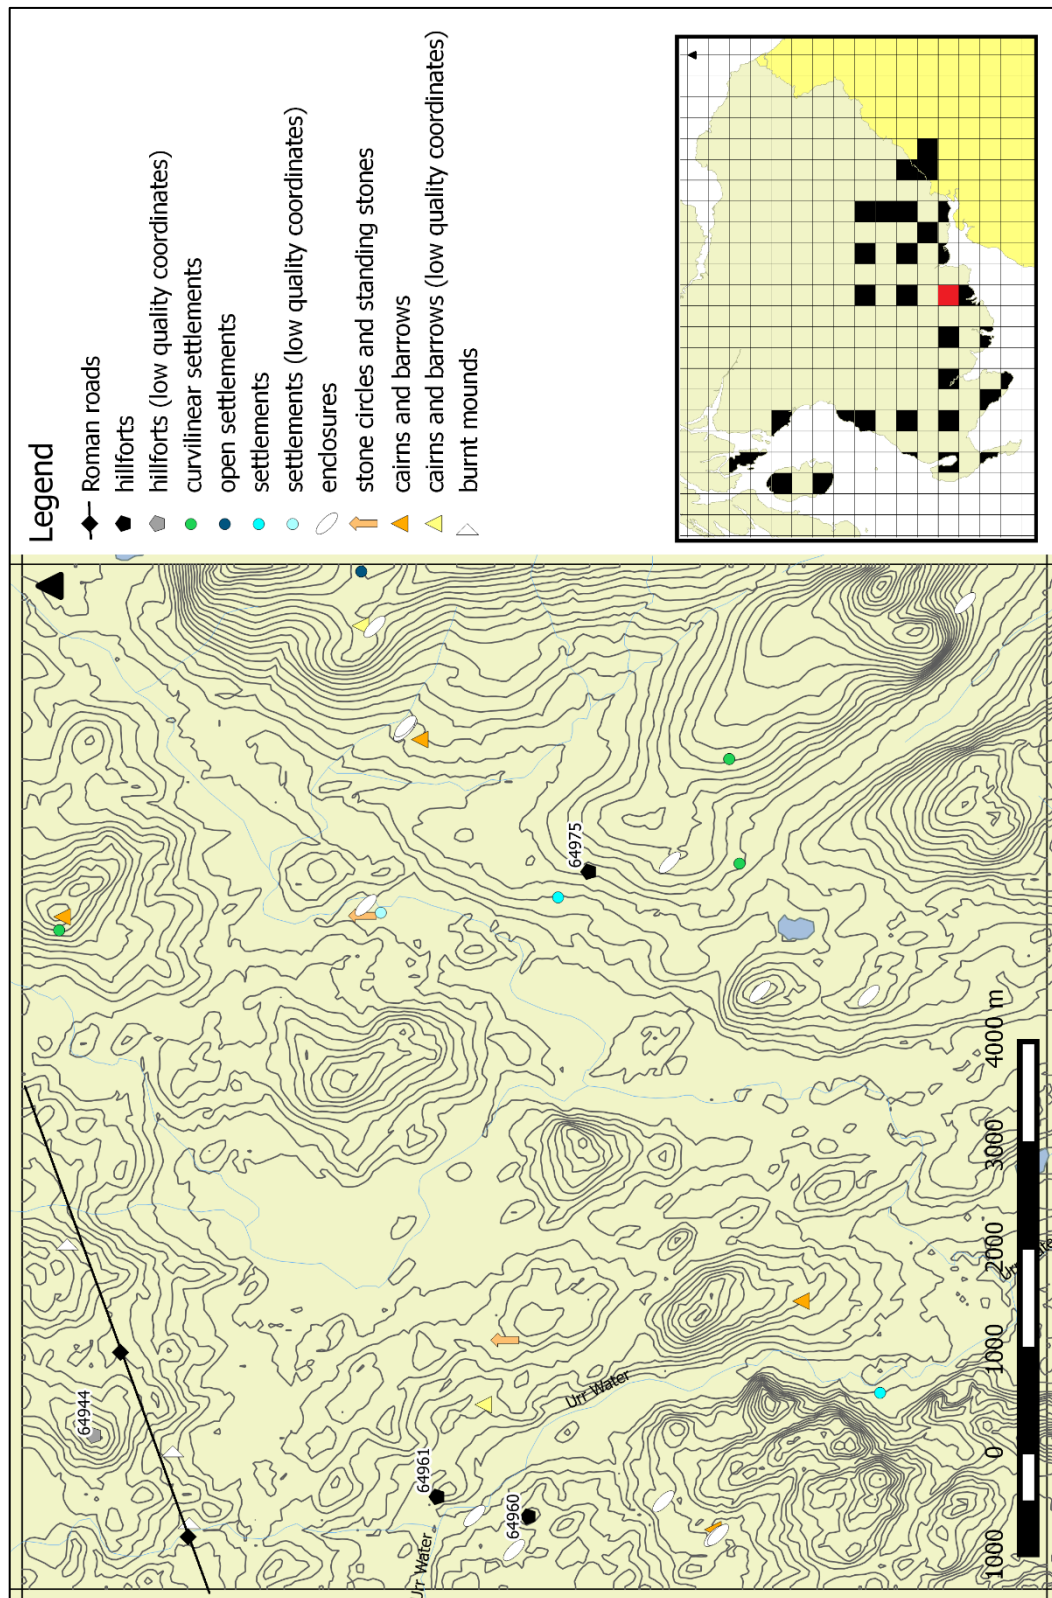 Legend
Roman roads
hillforts
hillforts (low quality coordinates)
curvilinear settlements
open settlements
settlements
settlements (low quality coordinates)
enclosures
stone circles and standing stones
cairns and barrows
cairns and barrows (low quality coordinates)
burnt mounds
64944
64961
64960
64975
Urr Water
Urr Water
Urr Water
1000 0 1000 2000 3000 4000 m